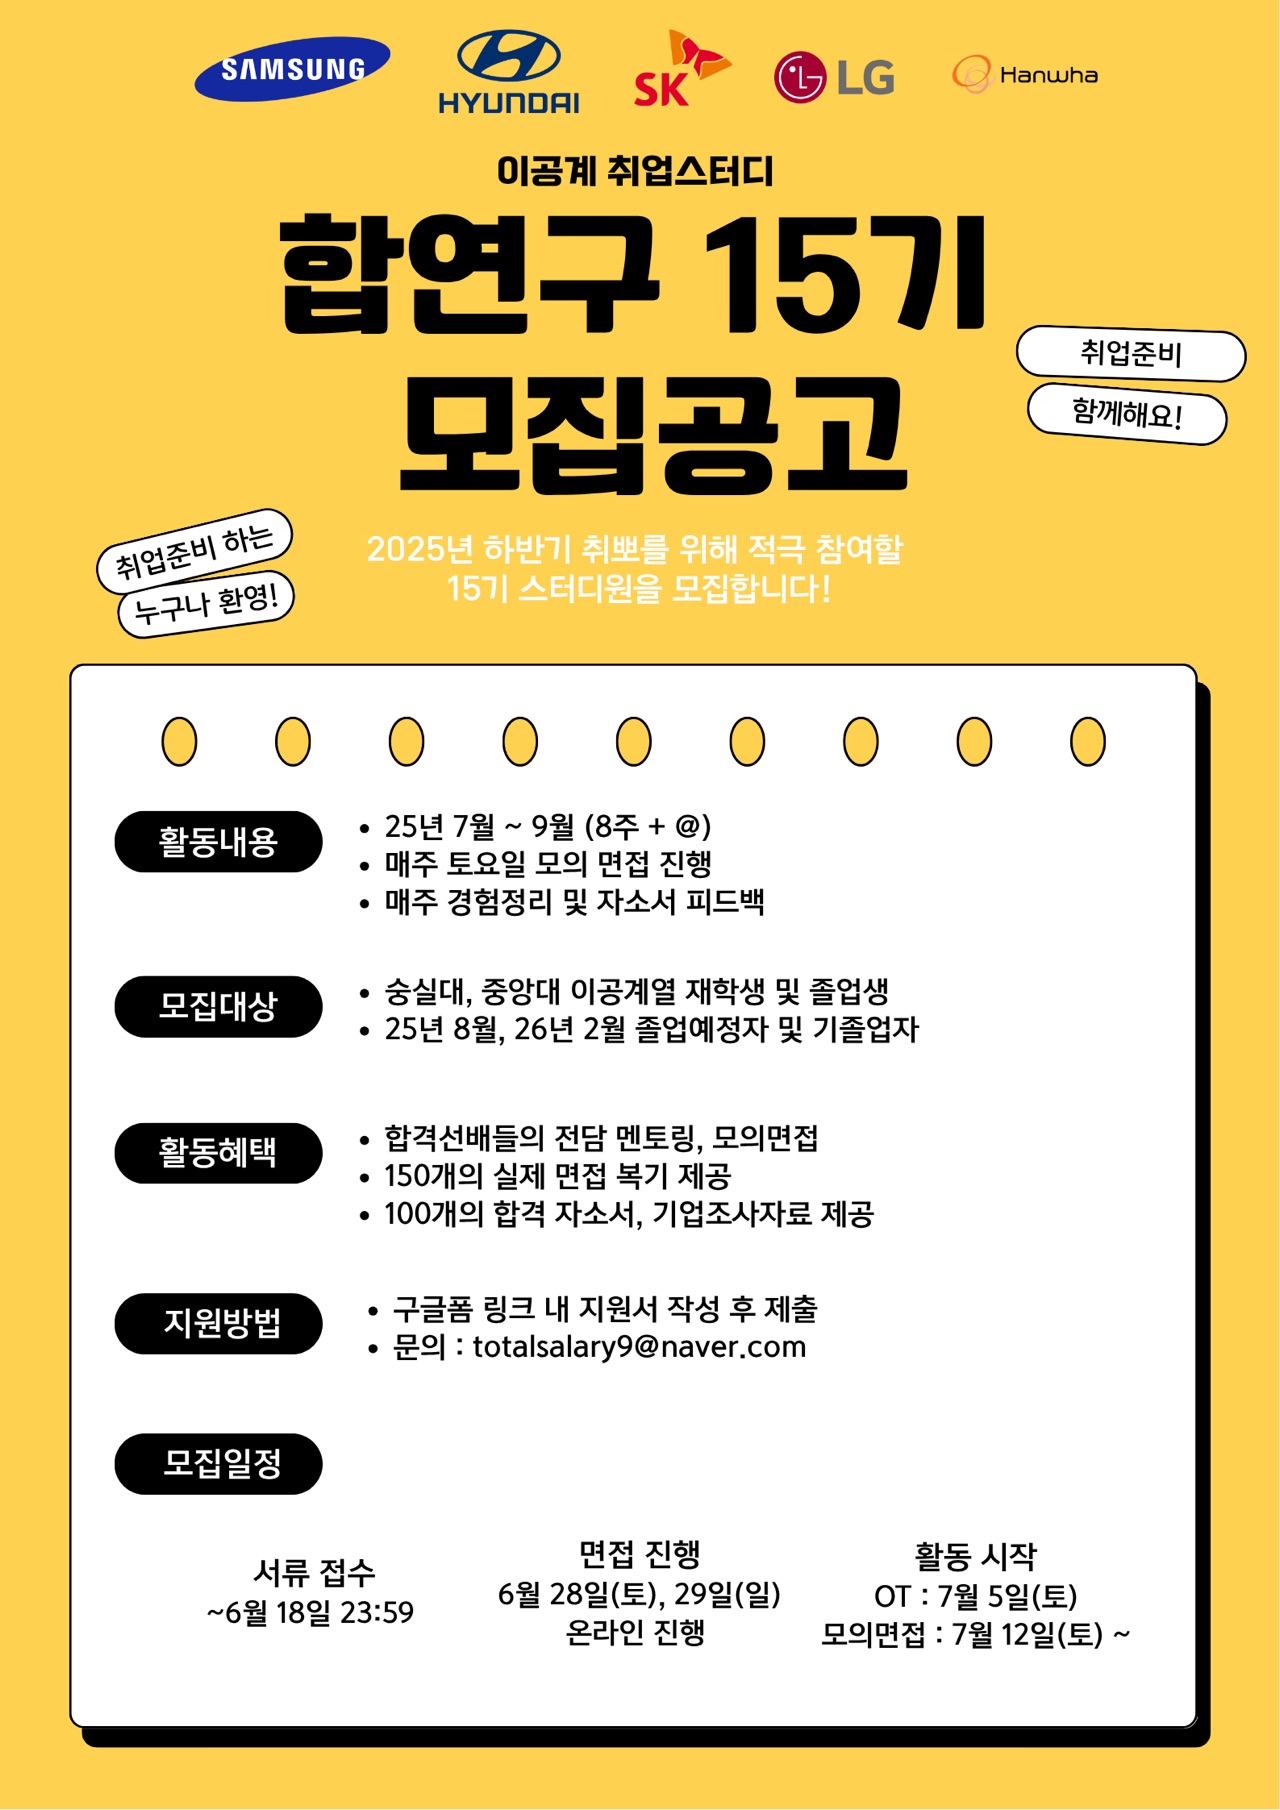 SAMSUNG
HYUNDAI
SK
LG
Hanwha
이공계 취업스터디
합연구 15기
모집공고
취업준비
함께해요!
취업준비 하는
누구나 환영!
2025년 하반기 취뽀를 위해 적극 참여할
15기 스터디원을 모집합니다!
활동내용
• 25년 7월 ~ 9월 (8주 + @)
• 매주 토요일 모의 면접 진행
• 매주 경험정리 및 자소서 피드백
모집대상
• 숭실대, 중앙대 이공계열 재학생 및 졸업생
• 25년 8월, 26년 2월 졸업예정자 및 기졸업자
활동혜택
• 합격선배들의 전담 멘토링, 모의면접
• 150개의 실제 면접 복기 제공
• 100개의 합격 자소서, 기업조사자료 제공
지원방법
• 구글폼 링크 내 지원서 작성 후 제출
• 문의 : totalsalary9@naver.com
모집일정
서류 접수
~6월 18일 23:59
면접 진행
6월 28일(토), 29일(일)
온라인 진행
활동 시작
OT : 7월 5일(토)
모의면접 : 7월 12일(토) ~